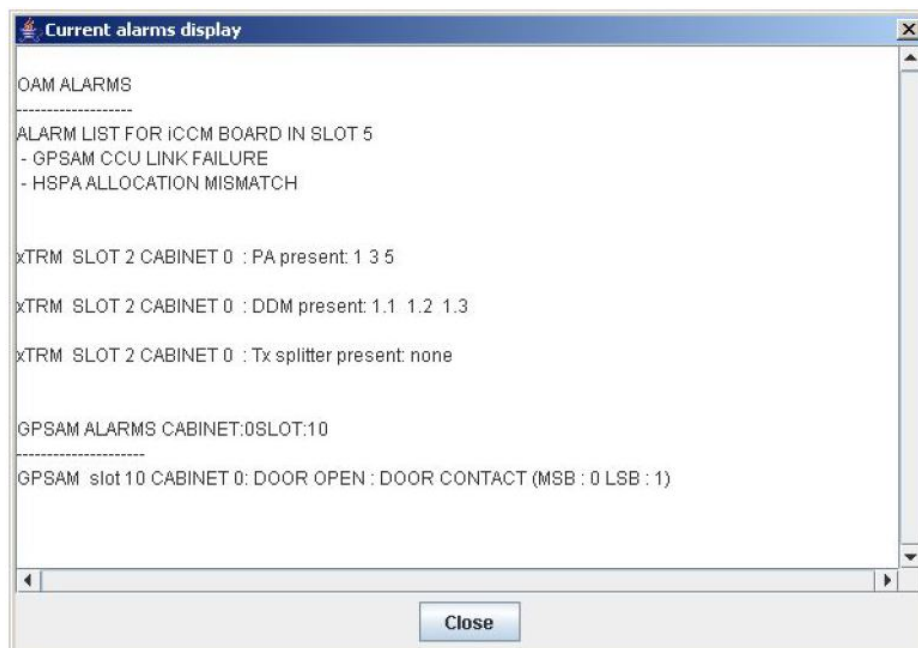 Current alarms display
OAM ALARMS
-------------------
ALARM LIST FOR iCCM BOARD IN SLOT 5
- GPSAM CCU LINK FAILURE
- HSPA ALLOCATION MISMATCH
xTRM SLOT 2 CABINET 0 : PA present: 1 3 5
xTRM SLOT 2 CABINET 0 : DDM present: 1.1 1.2 1.3
xTRM SLOT 2 CABINET 0 : Tx splitter present: none
GPSAM ALARMS CABINET:0SLOT:10
---------------------
GPSAM slot 10 CABINET 0: DOOR OPEN : DOOR CONTACT (MSB : 0 LSB : 1)
Close